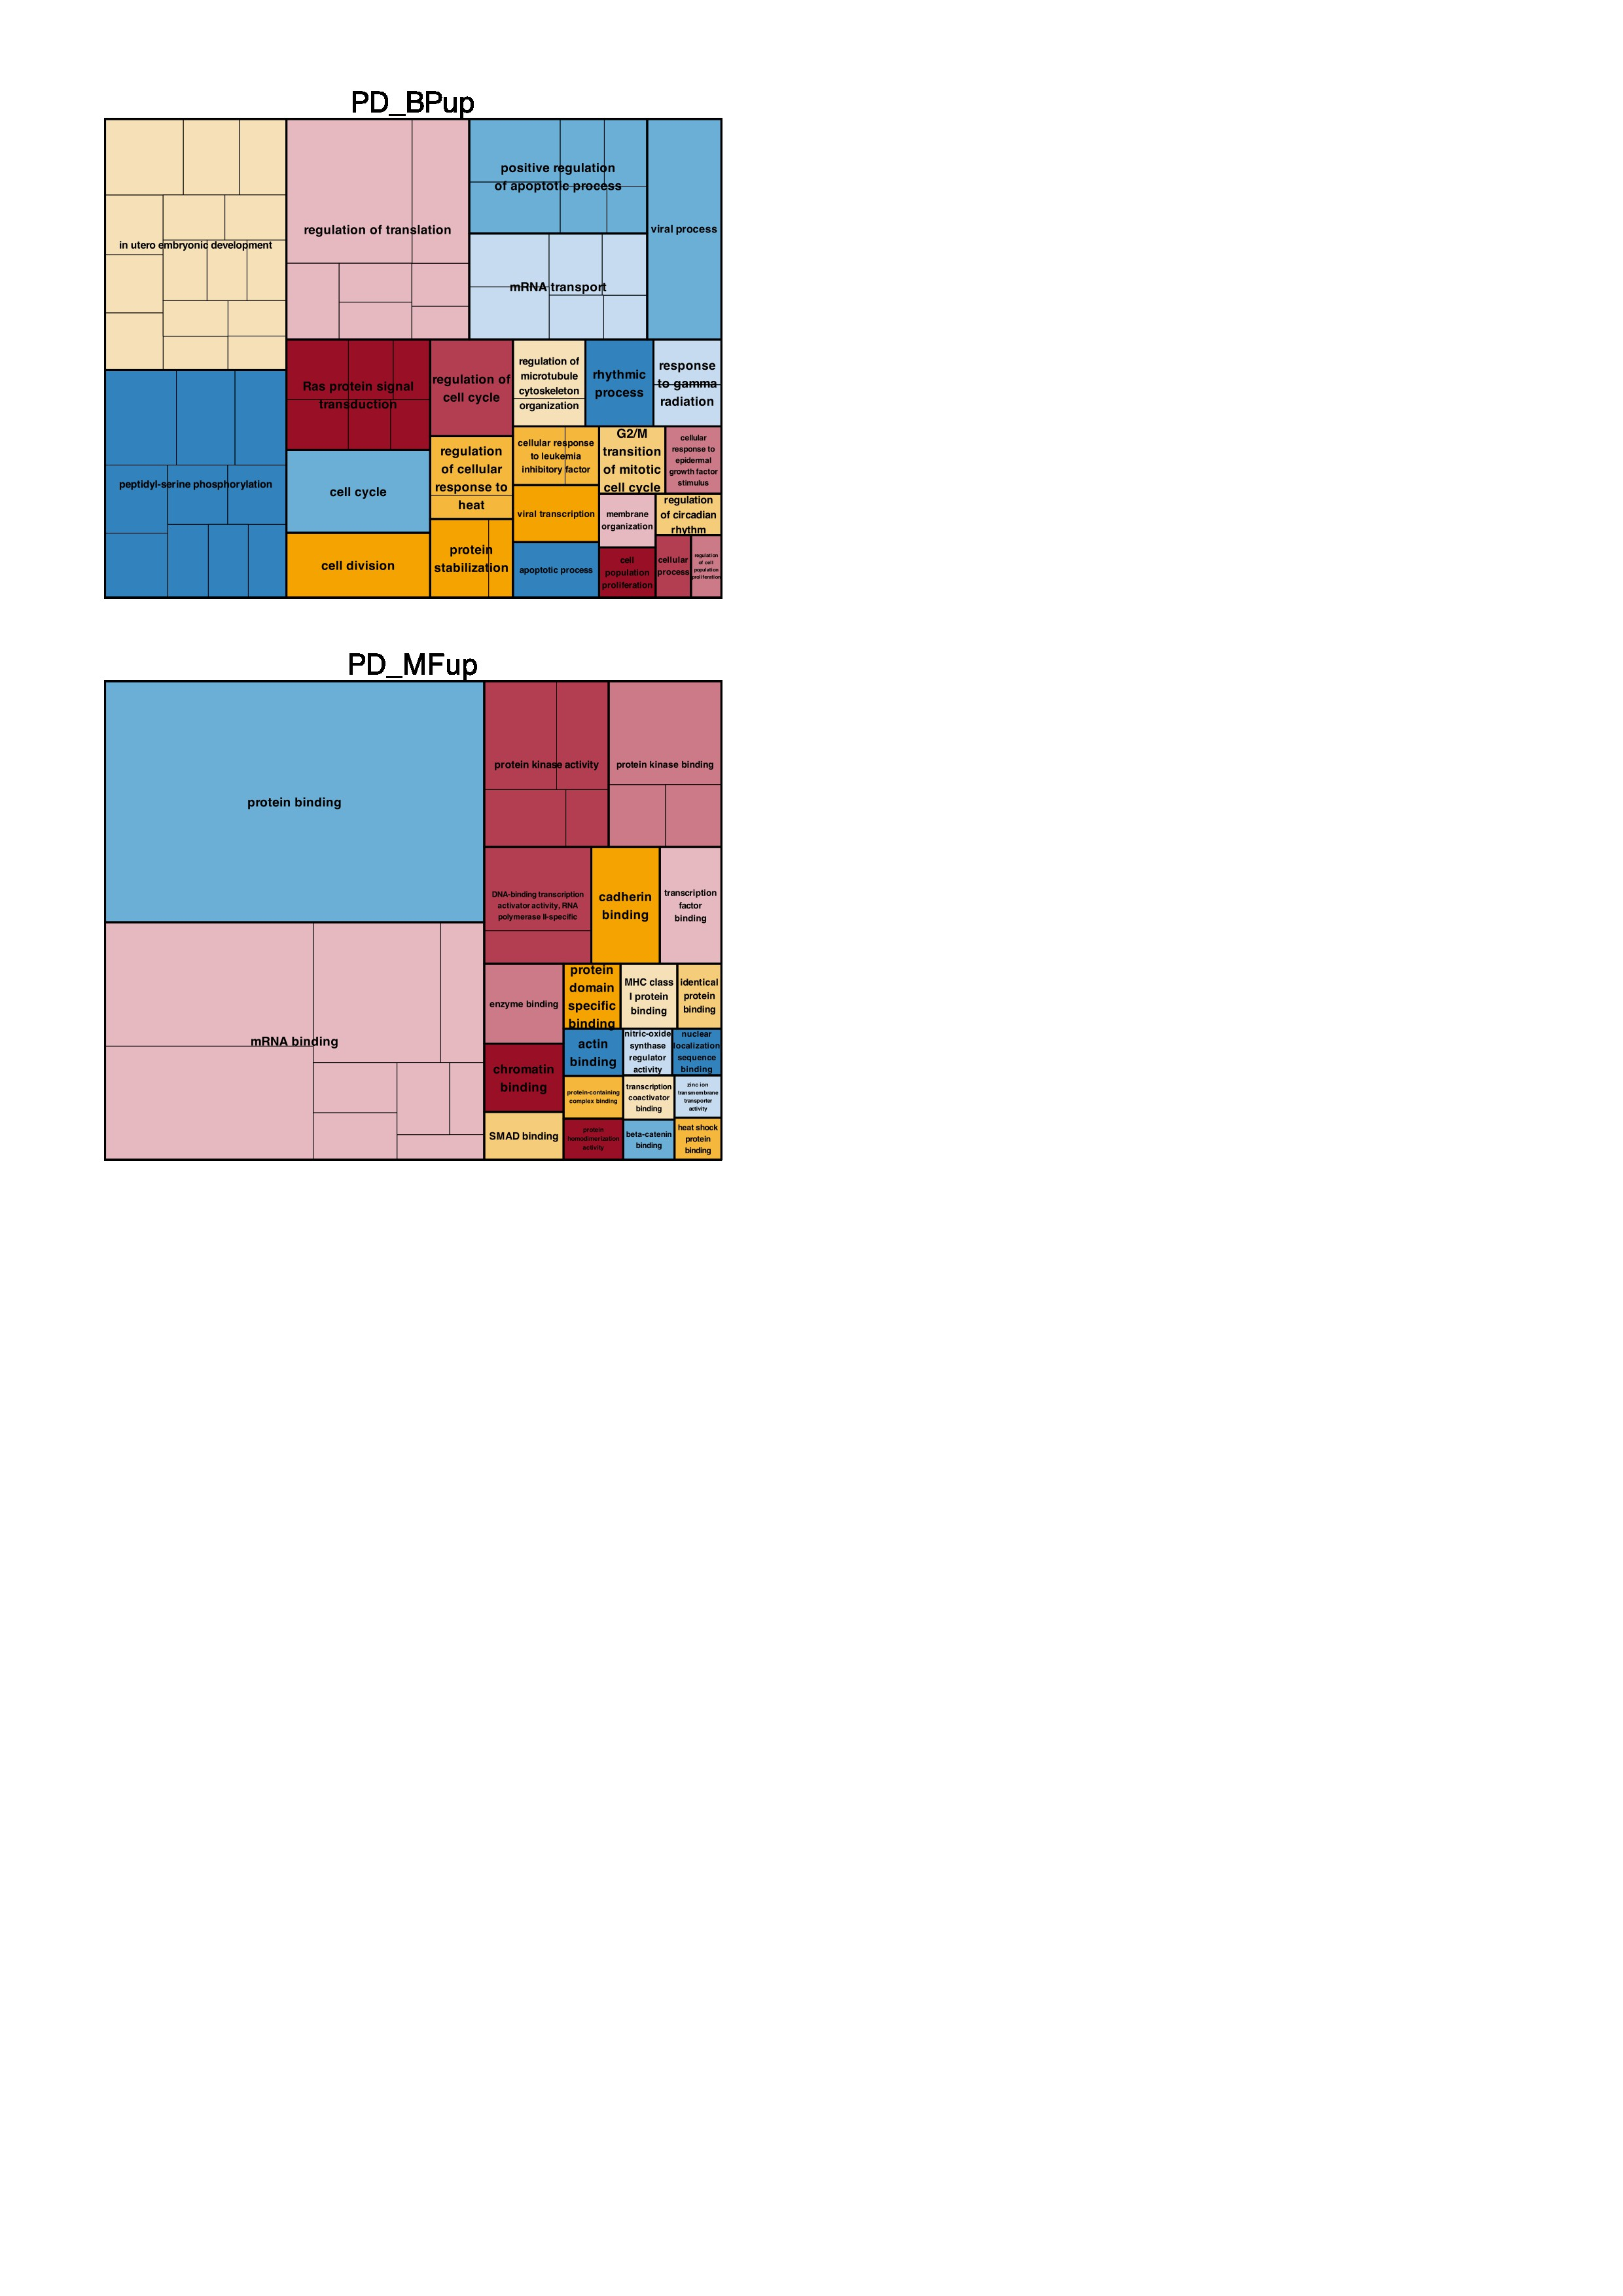 PD_BPup
in utero embryonic development
regulation of translation
positive regulation
of apoptotic process
viral process
mRNA transport
peptidyl-serine phosphorylation
Ras protein signal
transduction
regulation of
cell cycle
regulation of
microtubule
cytoskeleton
organization
rhythmic
process
response
to gamma
radiation
cell cycle
regulation
of cellular
response to
heat
cellular response
to leukemia
inhibitory factor
G2/M
transition
of mitotic
cell cycle
cellular
response to
epidermal
growth factor
stimulus
viral transcription
membrane
organization
regulation
of circadian
rhythm
cell division
protein
stabilization
apoptotic process
cell
population
proliferation
cellular
process
regulation
of cell
population
proliferation
PD_MFup
protein binding
protein kinase activity
protein kinase binding
mRNA binding
DNA-binding transcription
activator activity, RNA
polymerase II-specific
cadherin
binding
transcription
factor
binding
enzyme binding
protein
domain
specific
binding
MHC class
I protein
binding
identical
protein
binding
chromatin
binding
actin
binding
nitric-oxide
synthase
regulator
activity
nuclear
localization
sequence
binding
protein-containing
complex binding
transcription
coactivator
binding
zinc ion
transmembrane
transporter
activity
SMAD binding
protein
homodimerization
activity
beta-catenin
binding
heat shock
protein
binding